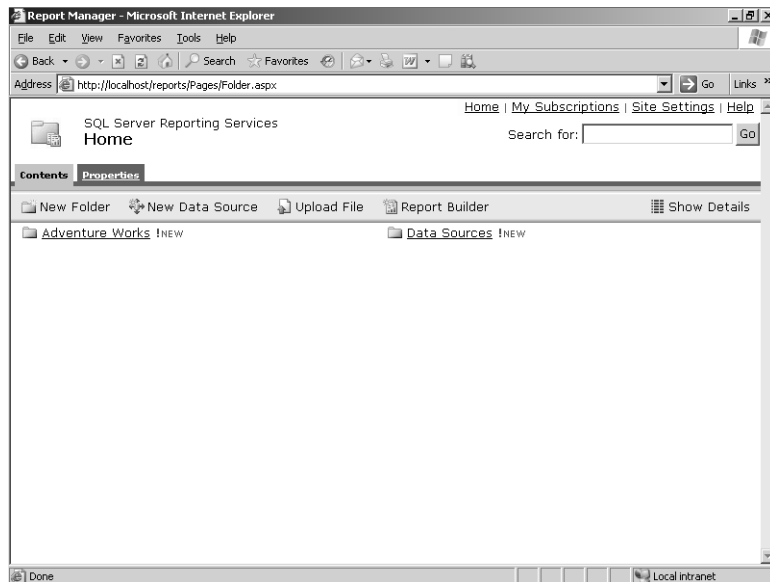 Report Manager - Microsoft Internet Explorer
File Edit View Favorites Tools Help
Back Search Favorites
Address http://localhost/reports/Pages/Folder.aspx Go Links »
Home | My Subscriptions | Site Settings | Help
SQL Server Reporting Services
Home Search for: Go
Contents Properties
New Folder New Data Source Upload File Report Builder Show Details
Adventure Works !NEW Data Sources !NEW
Done Local intranet